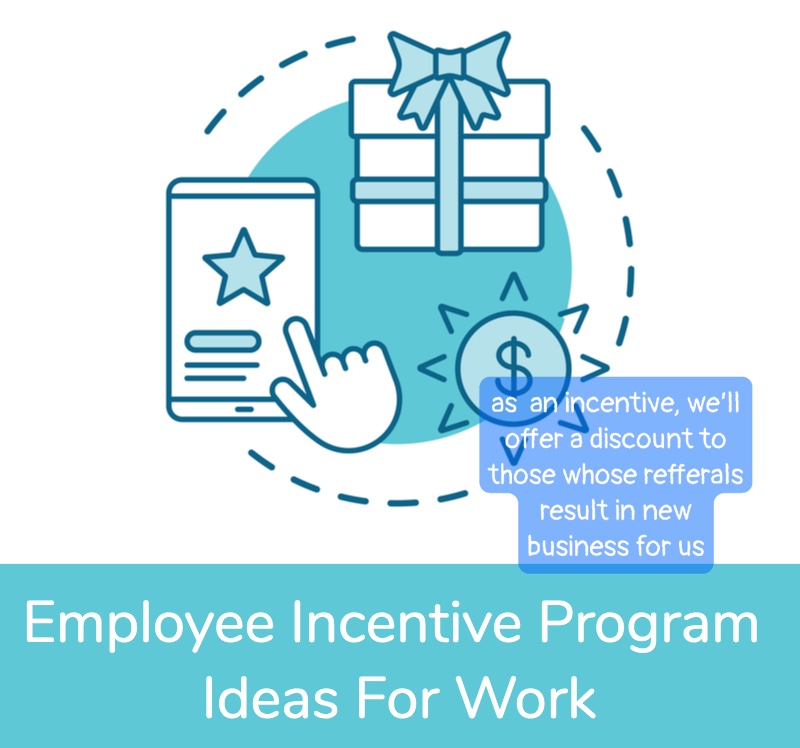 as an incentive, we'll
offer a discount to
those whose refferals
result in new
business for us
Employee Incentive Program
Ideas For Work